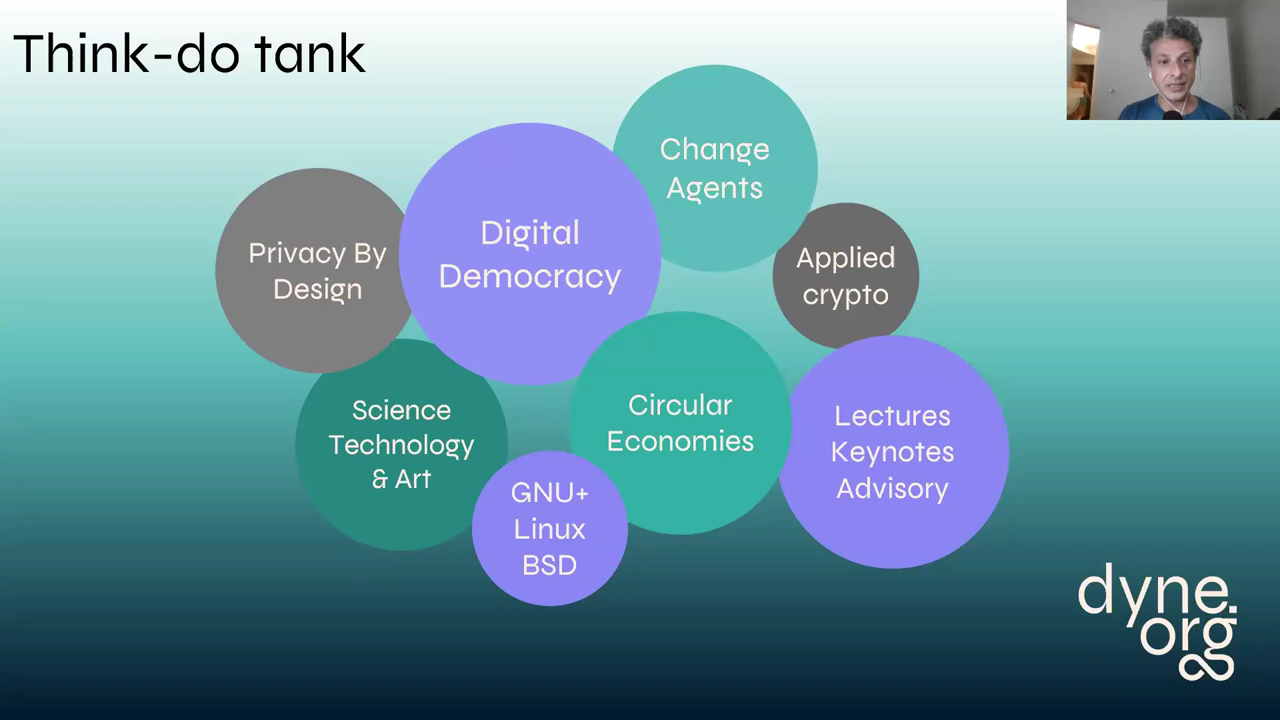 Think-do tank
Change
Agents
Digital
Democracy
Privacy By
Design
Applied
crypto
Science
Technology
& Art
Circular
Economies
Lectures
Keynotes
Advisory
GNU+
Linux
BSD
dyne.
org